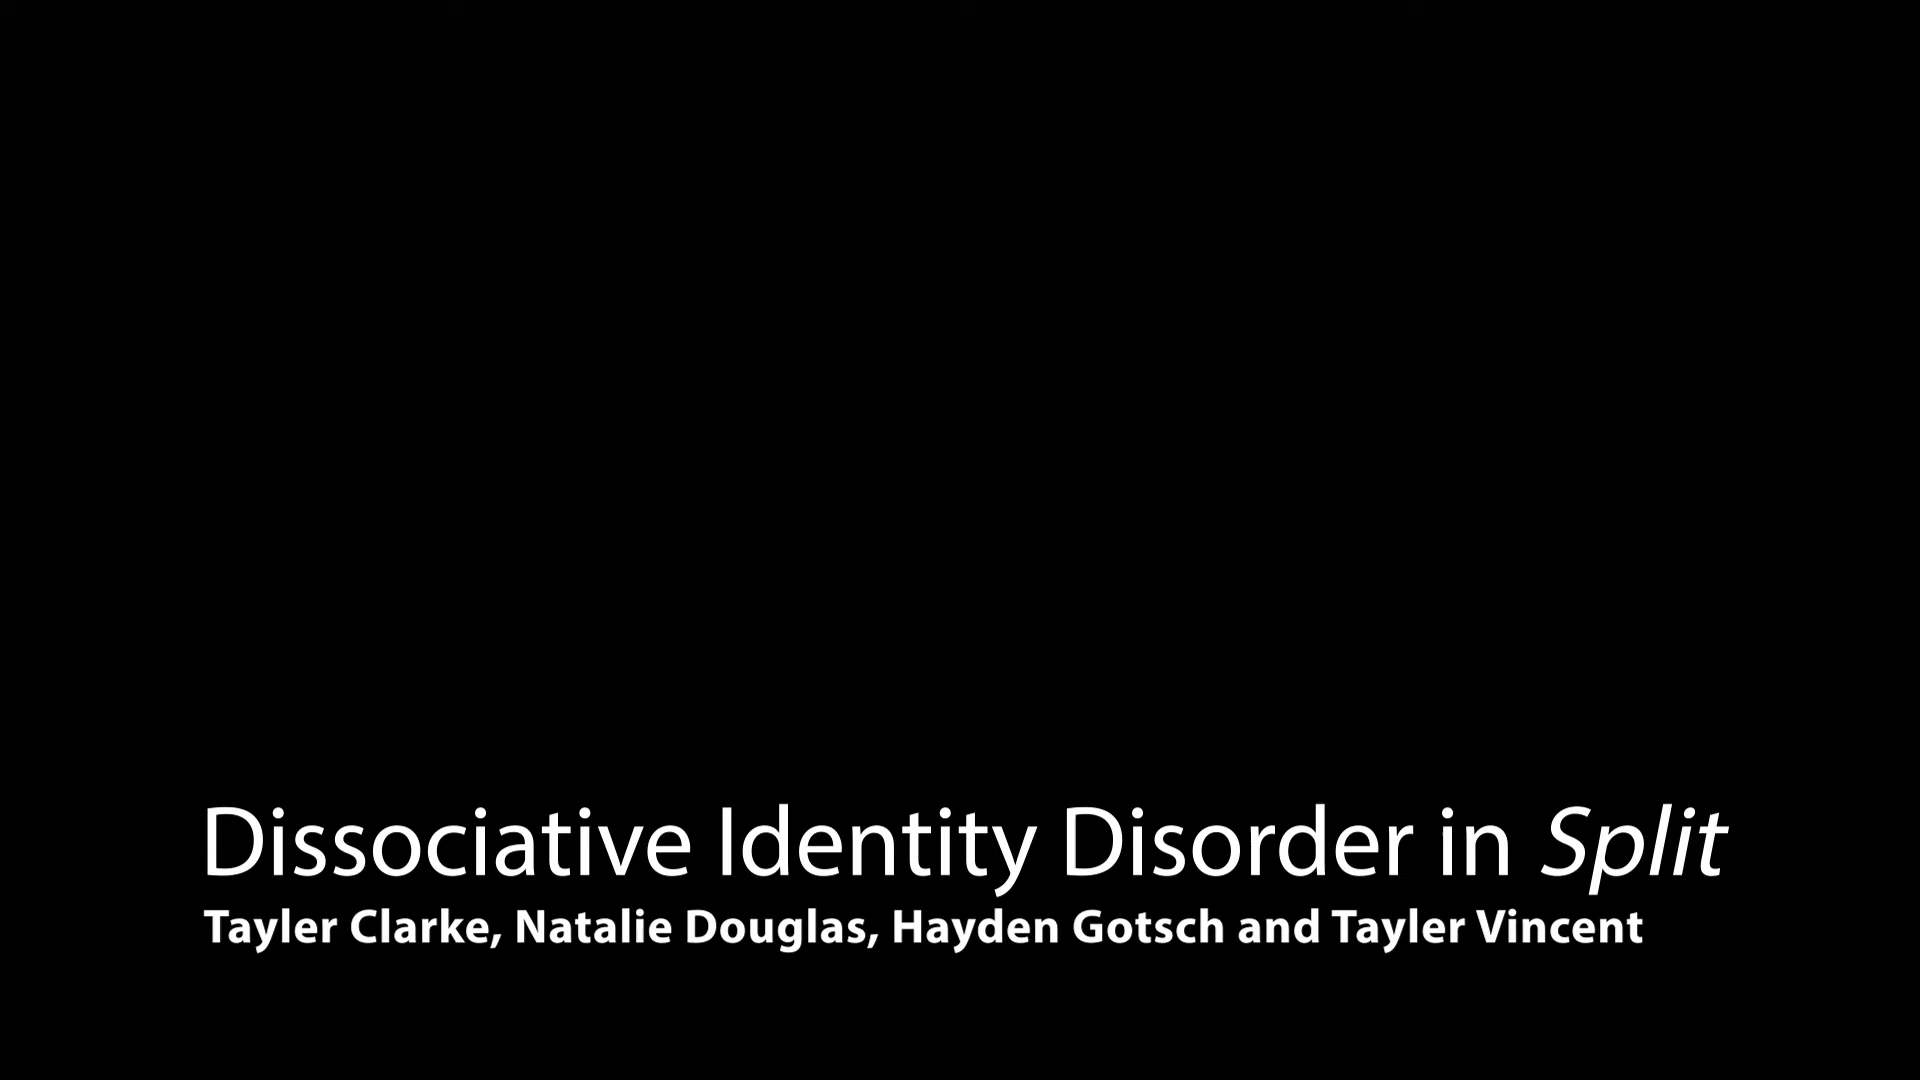 Dissociative Identity Disorder in Split
Tayler Clarke, Natalie Douglas, Hayden Gotsch and Tayler Vincent